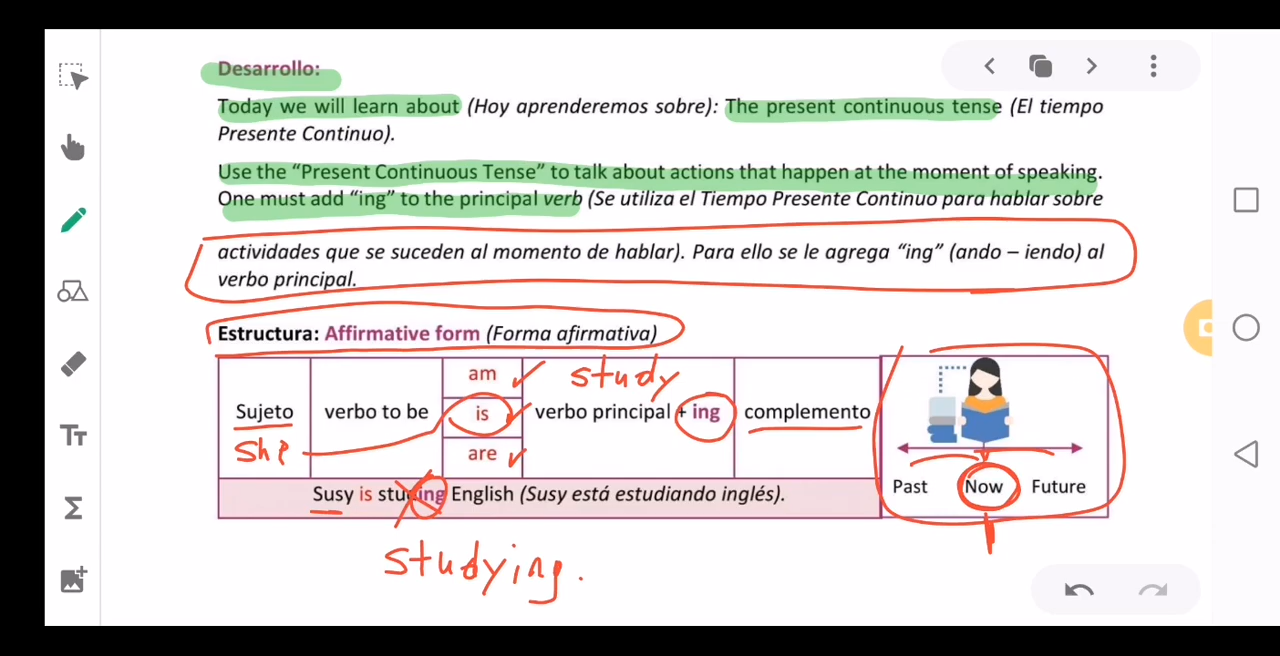 Desarrollo:
Today we will learn about (Hoy aprenderemos sobre): The present continuous tense (El tiempo
Presente Continuo).
Use the “Present Continuous Tense” to talk about actions that happen at the moment of speaking.
One must add “ing” to the principal verb (Se utiliza el Tiempo Presente Continuo para hablar sobre
actividades que se suceden al momento de hablar). Para ello se le agrega “ing” (ando – iendo) al
verbo principal.
Estructura: Affirmative form (Forma afirmativa)
am
study
Sujeto verbo to be is verbo principal + ing complemento
she
are
Past Now Future
Susy is studing English (Susy está estudiando inglés).
studying.
Tт
Σ